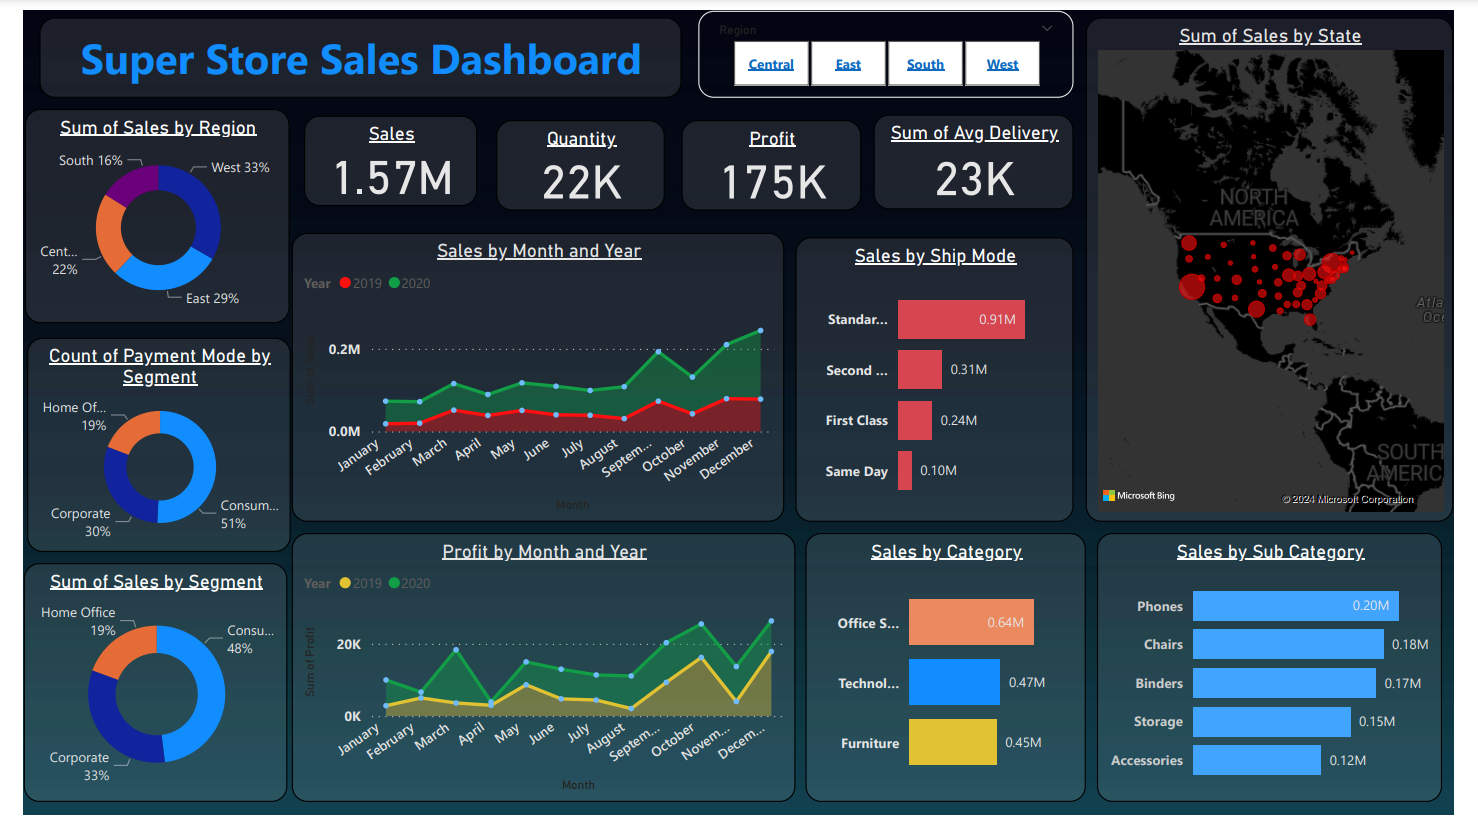 Super Store Sales Dashboard
Region
Central
East
South
West
Sum of Sales by State
Sum of Sales by Region
South 16%
West 33%
Cent...
22%
East 29%
Sales
1.57M
Quantity
22K
Profit
175K
Sum of Avg Delivery
23K
NORTH
AMERICA
Atla
Oce
SOUTH
AMERIC
Microsoft Bing
© 2024 Microsoft Corporation
Sales by Month and Year
Year 2019 2020
0.2M
0.0M
January
February
March
April
May
June
July
August
Septem...
October
November
December
Month
Sales by Ship Mode
Standar...
0.91M
Second ...
0.31M
First Class
0.24M
Same Day
0.10M
Count of Payment Mode by
Segment
Home Of...
19%
Corporate
30%
Consum...
51%
Sum of Sales by Segment
Home Office
19%
Consu...
48%
Corporate
33%
Profit by Month and Year
Year 2019 2020
Sum of Profit
20K
0K
January
February
March
April
May
June
July
August
Septem...
October
Novem...
Decem...
Month
Sales by Category
Office S...
0.64M
Technol...
0.47M
Furniture
0.45M
Sales by Sub Category
Phones
0.20M
Chairs
0.18M
Binders
0.17M
Storage
0.15M
Accessories
0.12M